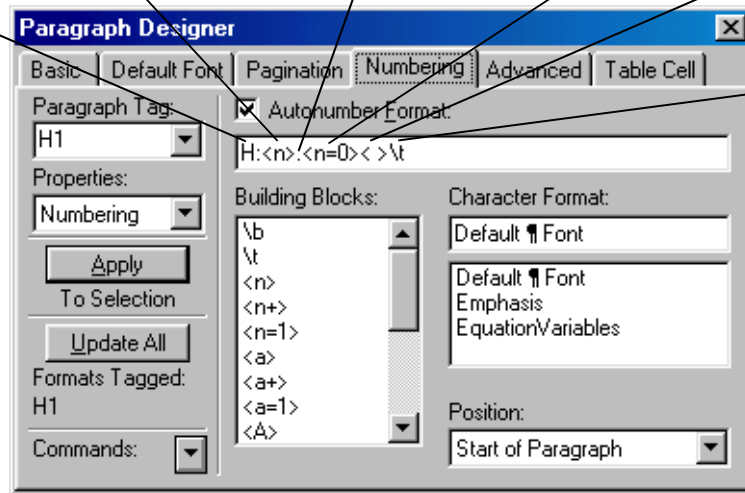 Paragraph Designer
Basic Default Font Pagination Numbering Advanced Table Cell
Paragraph Tag:
H1
Properties:
Numbering
Apply
To Selection
Update All
Formats Tagged:
H1
Commands:
Autonumber Format:
H:<n>.<n=0>< >\t
Building Blocks:
\b
\t
<n>
<n+>
<n=1>
<a>
<a+>
<a=1>
<A>
Character Format:
Default ¶ Font
Default ¶ Font
Emphasis
EquationVariables
Position:
Start of Paragraph